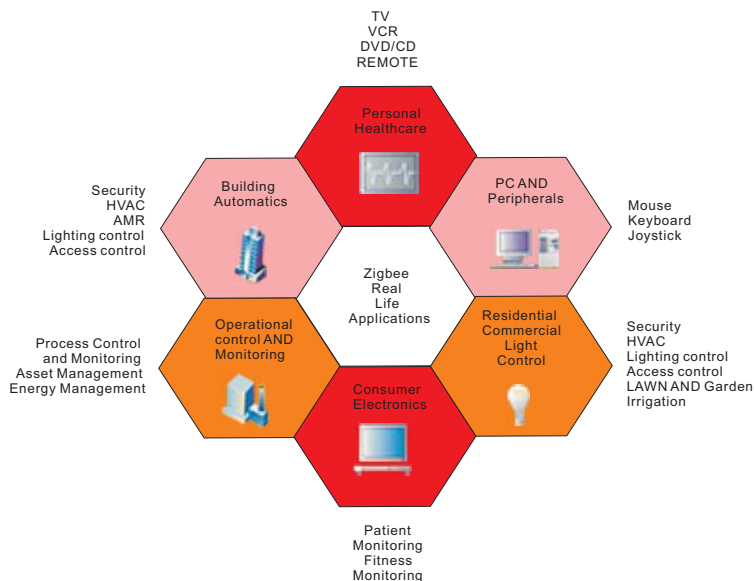 TV
VCR
DVD/CD
REMOTE
Personal
Healthcare
Building
Automatics
PC AND
Peripherals
Security
HVAC
AMR
Lighting control
Access control
Mouse
Keyboard
Joystick
Zigbee
Real
Life
Applications
Operational
control AND
Monitoring
Residential
Commercial
Light
Control
Process Control
and Monitoring
Asset Management
Energy Management
Security
HVAC
Lighting control
Access control
LAWN AND Garden
Irrigation
Consumer
Electronics
Patient
Monitoring
Fitness
Monitoring